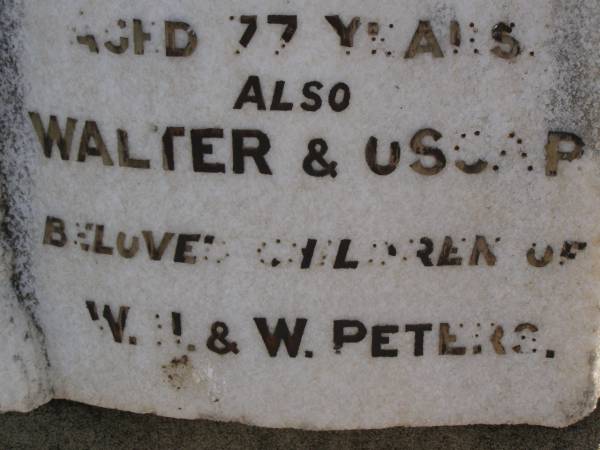 AGED 77 YEARS.
ALSO
WALTER & OSCAR
BELOVED CHILDREN OF
W. H. & W. PETERS.